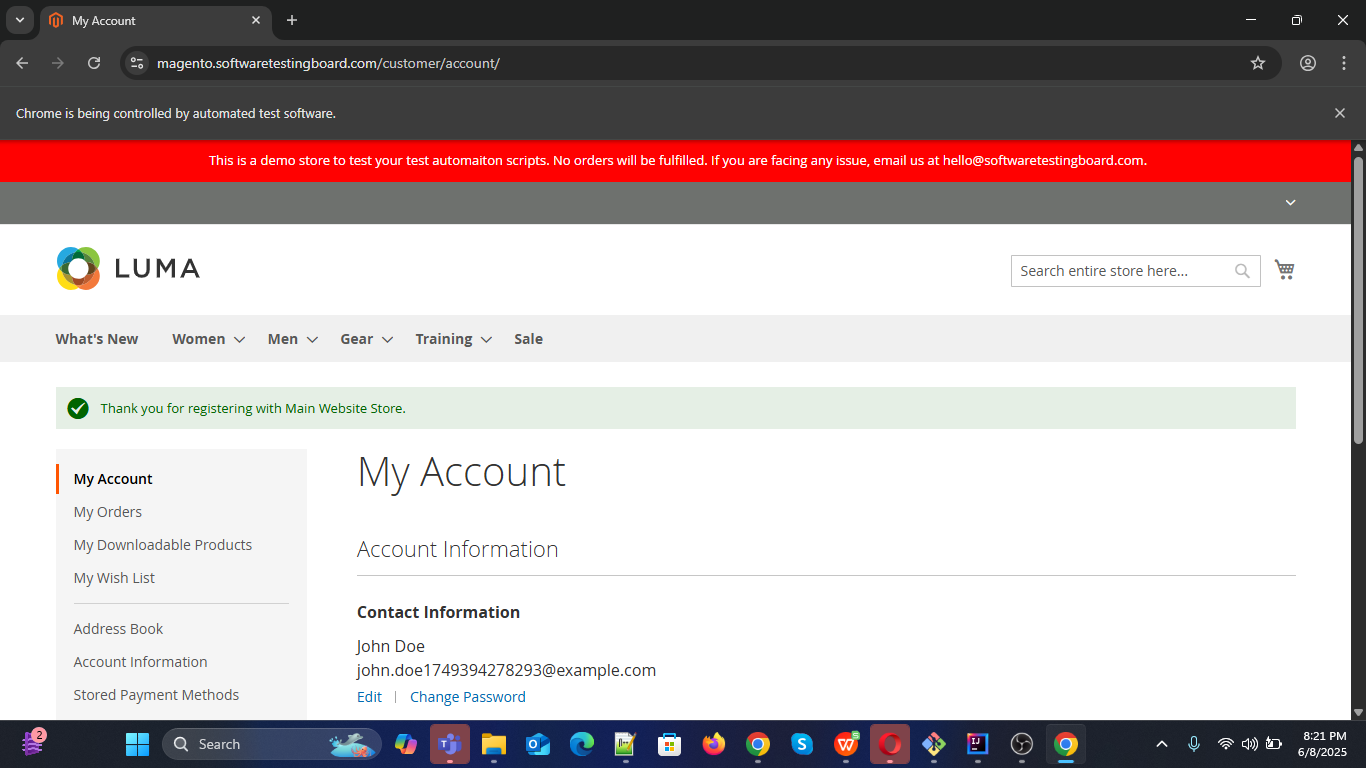 My Account
magento.softwaretestingboard.com/customer/account/
Chrome is being controlled by automated test software.
This is a demo store to test your test automaiton scripts. No orders will be fulfilled. If you are facing any issue, email us at hello@softwaretestingboard.com.
LUMA
Search entire store here...
What's New Women Men Gear Training Sale
Thank you for registering with Main Website Store.
My Account
My Orders
My Downloadable Products
My Wish List
Address Book
Account Information
Stored Payment Methods
My Account
Account Information
Contact Information
John Doe
john.doe1749394278293@example.com
Edit | Change Password
2
Search
8:21 PM
6/8/2025